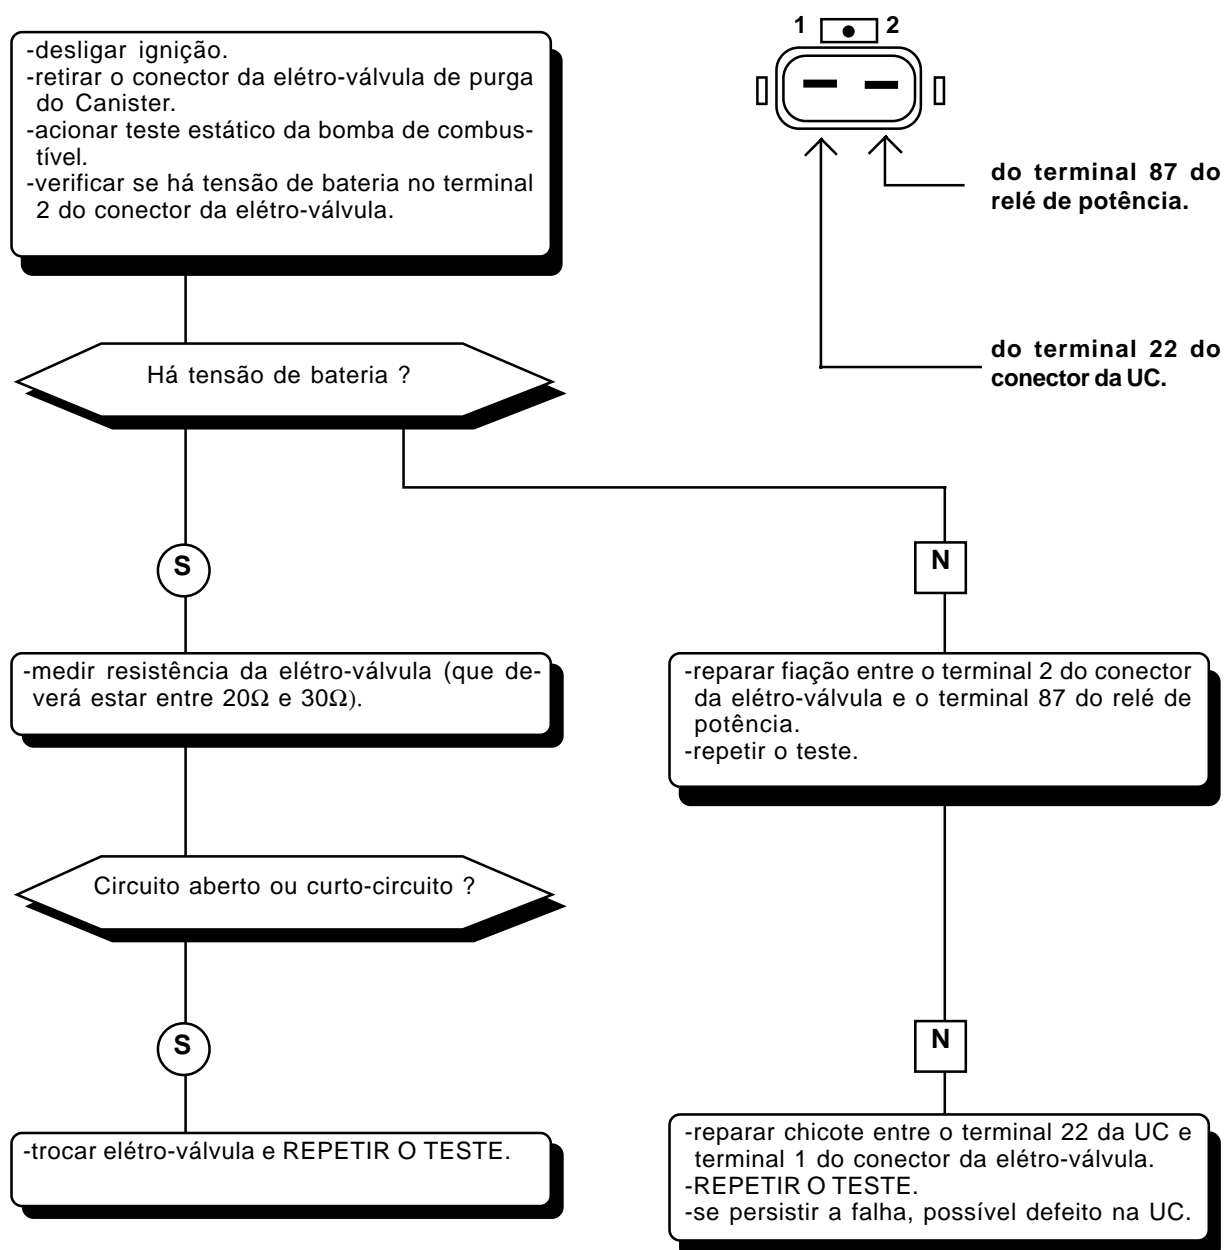 -desligar ignição.
-retirar o conector da elétro-válvula de purga
do Canister.
-acionar teste estático da bomba de combus-
tível.
-verificar se há tensão de bateria no terminal
2 do conector da elétro-válvula.
1 2
do terminal 87 do
relé de potência.
do terminal 22 do
conector da UC.
Há tensão de bateria ?
S
N
-medir resistência da elétro-válvula (que de-
verá estar entre 20Ω e 30Ω).
-reparar fiação entre o terminal 2 do conector
da elétro-válvula e o terminal 87 do relé de
potência.
-repetir o teste.
Circuito aberto ou curto-circuito ?
S
N
-trocar elétro-válvula e REPETIR O TESTE.
-reparar chicote entre o terminal 22 da UC e
terminal 1 do conector da elétro-válvula.
-REPETIR O TESTE.
-se persistir a falha, possível defeito na UC.